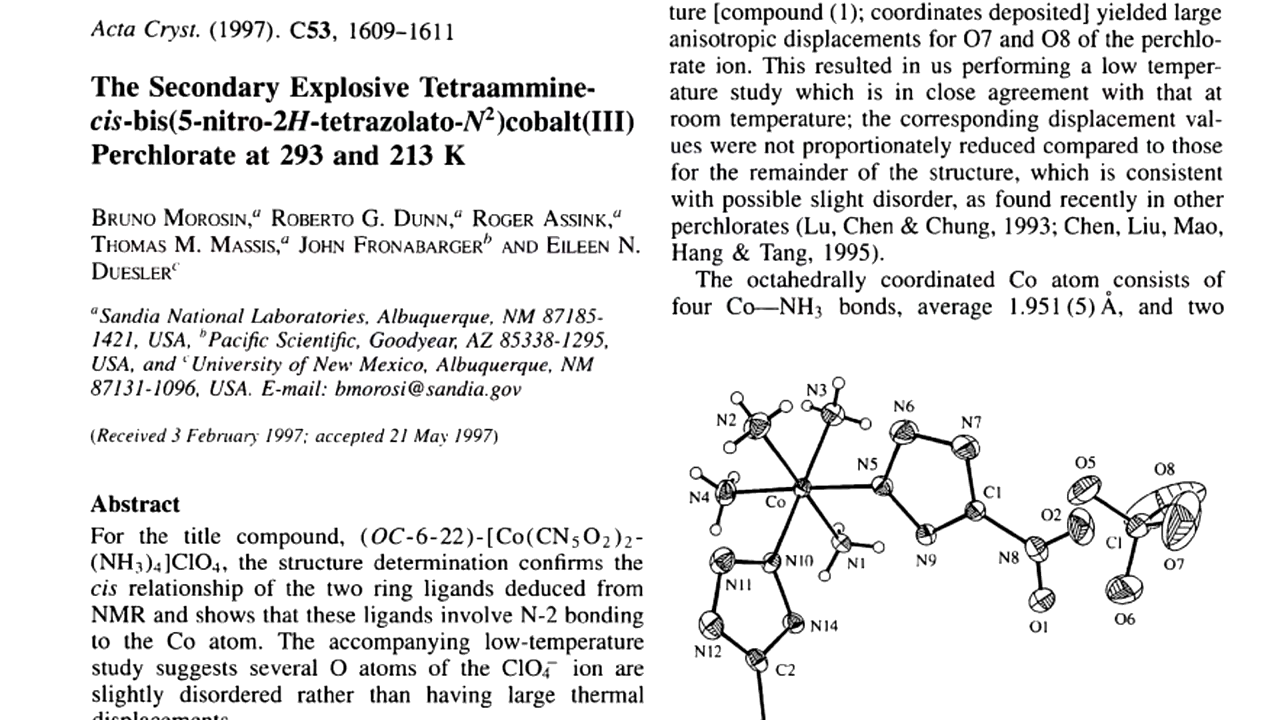 Acta Cryst. (1997). C53, 1609–1611
The Secondary Explosive Tetraammine-
cis-bis(5-nitro-2H-tetrazolato-N²)cobalt(III)
Perchlorate at 293 and 213 K
BRUNO MOROSIN,ᵃ ROBERTO G. DUNN,ᵃ ROGER ASSINK,ᵃ
THOMAS M. MASSIS,ᵃ JOHN FRONABARGERᵇ AND EILEEN N.
DUESLERᶜ
ᵃSandia National Laboratories, Albuquerque, NM 87185-
1421, USA, ᵇPacific Scientific, Goodyear, AZ 85338-1295,
USA, and ᶜUniversity of New Mexico, Albuquerque, NM
87131-1096, USA. E-mail: bmorosi@sandia.gov
(Received 3 February 1997; accepted 21 May 1997)
Abstract
For the title compound, (OC-6-22)-[Co(CN₅O₂)₂-
(NH₃)₄]ClO₄, the structure determination confirms the
cis relationship of the two ring ligands deduced from
NMR and shows that these ligands involve N-2 bonding
to the Co atom. The accompanying low-temperature
study suggests several O atoms of the ClO₄⁻ ion are
slightly disordered rather than having large thermal
displacements.
ture [compound (1); coordinates deposited] yielded large
anisotropic displacements for O7 and O8 of the perchlo-
rate ion. This resulted in us performing a low temper-
ature study which is in close agreement with that at
room temperature; the corresponding displacement val-
ues were not proportionately reduced compared to those
for the remainder of the structure, which is consistent
with possible slight disorder, as found recently in other
perchlorates (Lu, Chen & Chung, 1993; Chen, Liu, Mao,
Hang & Tang, 1995).
The octahedrally coordinated Co atom consists of
four Co—NH₃ bonds, average 1.951 (5) Å, and two
N3
N2
N6
N7
N5
O5
O8
N4
Co
C1
O2
Cl
N10
N1
N9
N8
O7
N11
O6
O1
N14
N12
C2